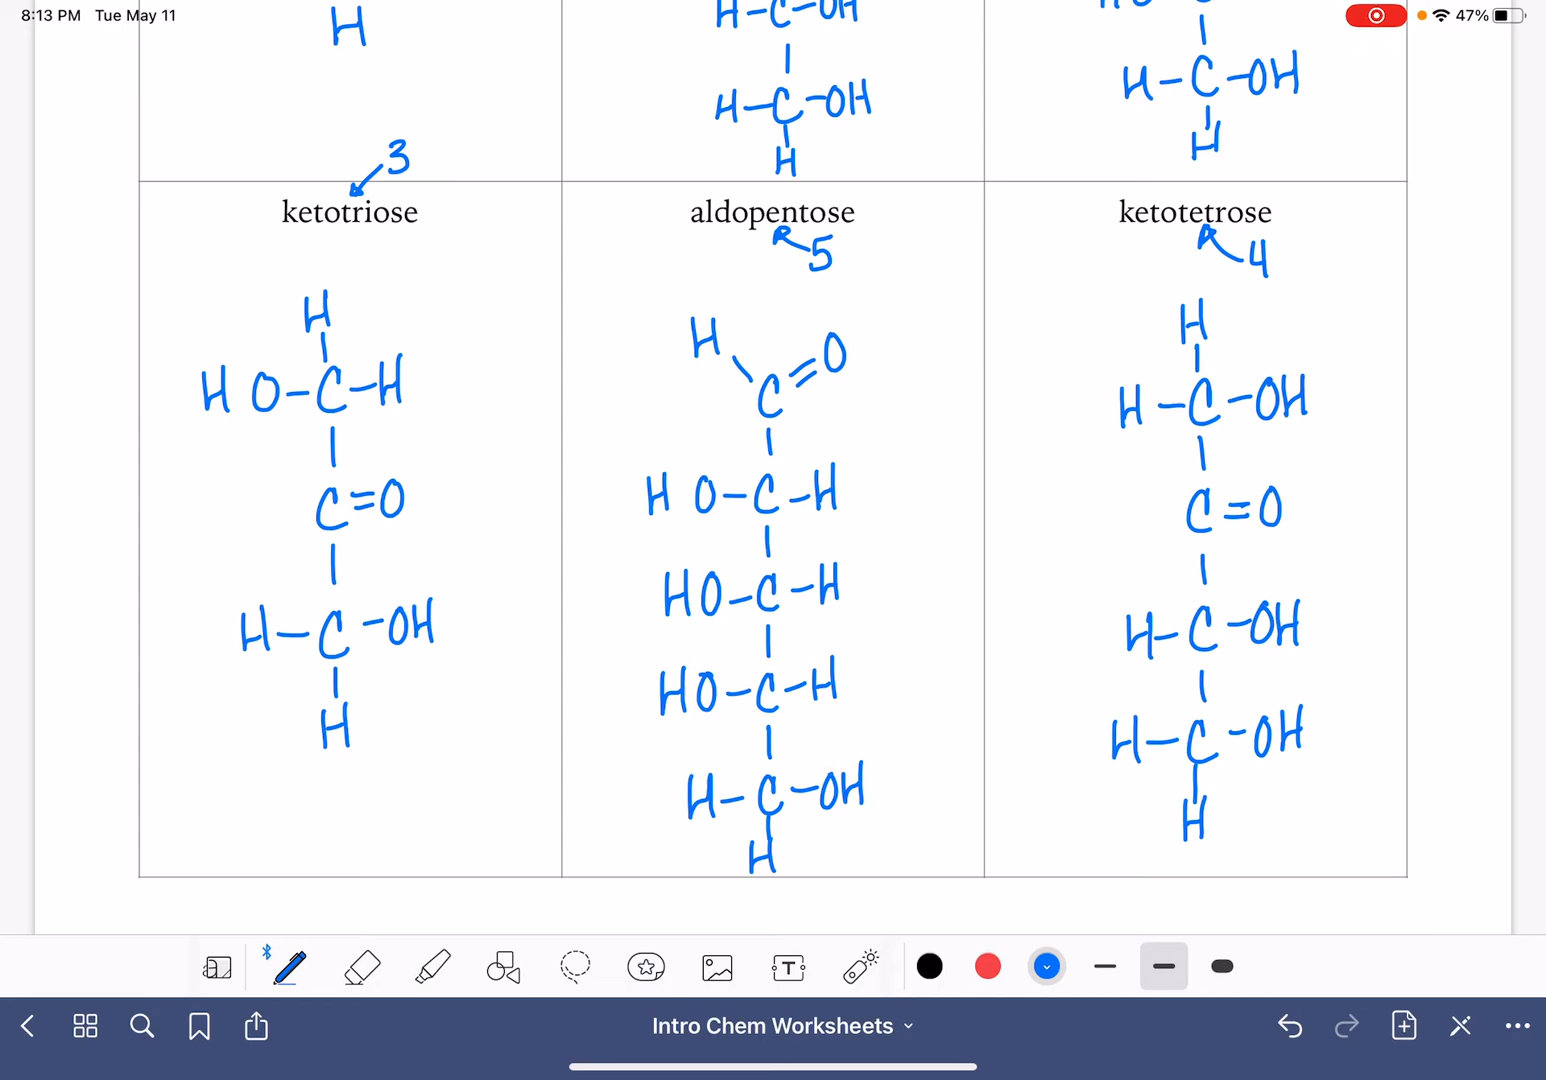 8:13 PM Tue May 11
47%
H
H-C-OH
H-C-OH
H
H-C-OH
H
3
ketotriose
H
HO-C-H
C=O
H-C-OH
H
aldopentose
5
H
O
C
HO-C-H
HO-C-H
HO-C-H
H-C-OH
H
ketotetrose
4
H
H-C-OH
C=O
H-C-OH
H-C-OH
H
T
Intro Chem Worksheets